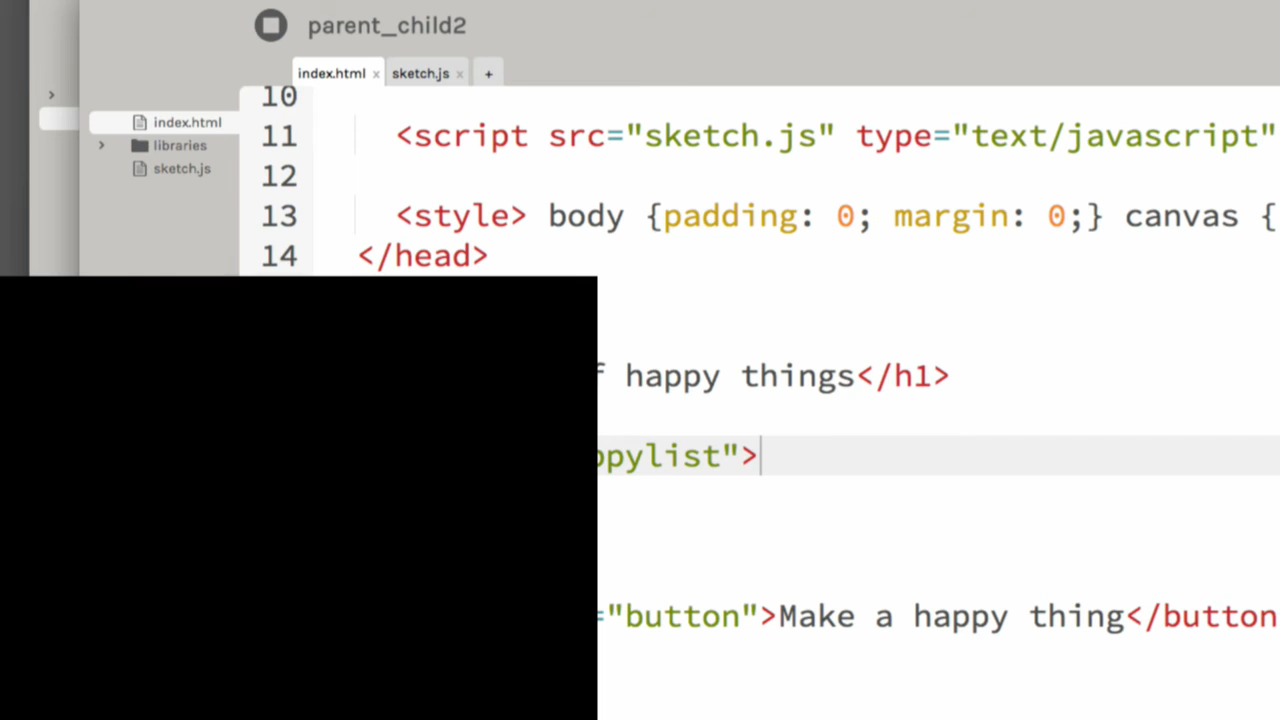 parent_child2
index.html × sketch.js × +
index.html
libraries
sketch.js
10
11 <script src="sketch.js" type="text/javascript"
12
13 <style> body {padding: 0; margin: 0;} canvas {
14 </head>
happy things</h1>
ppylist">
="button">Make a happy thing</button